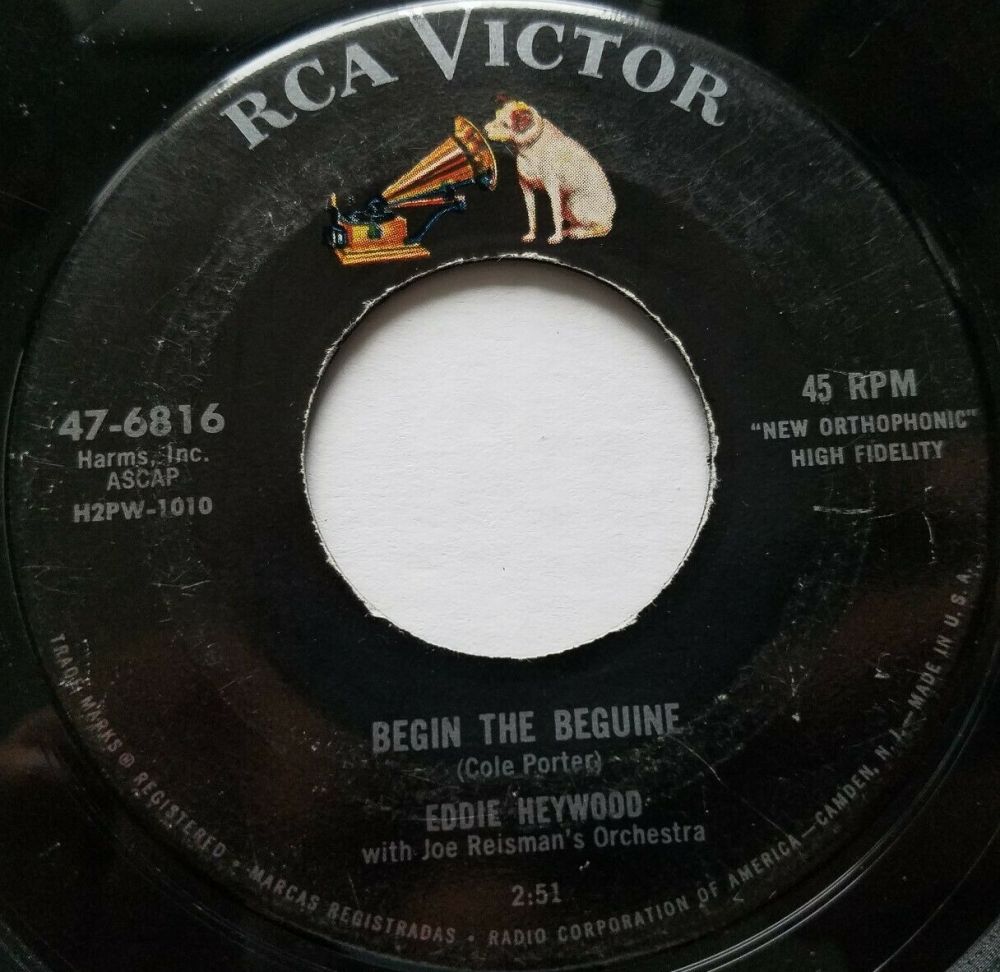 RCA VICTOR
47-6816
Harms, Inc.
ASCAP
H2PW-1010
45 RPM
"NEW ORTHOPHONIC"
HIGH FIDELITY
BEGIN THE BEGUINE
(Cole Porter)
EDDIE HEYWOOD
with Joe Reisman's Orchestra
2:51
TRADE MARKS ® REGISTERED • MARCAS REGISTRADAS • RADIO CORPORATION OF AMERICA—CAMDEN, N. J.—MADE IN U. S. A.